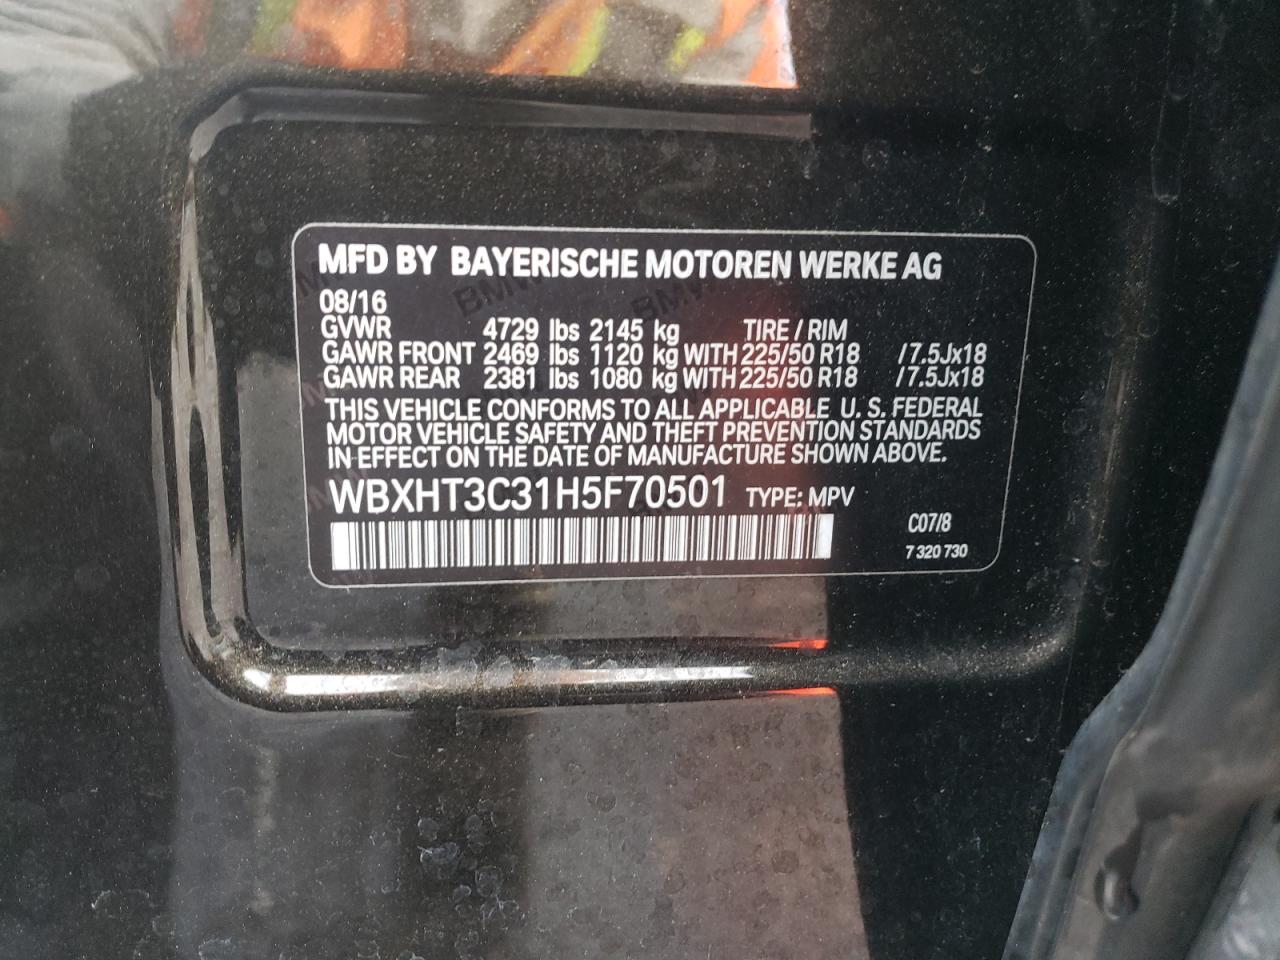 MFD BY BAYERISCHE MOTOREN WERKE AG
08/16
GVWR 4729 lbs 2145 kg TIRE / RIM
GAWR FRONT 2469 lbs 1120 kg WITH 225/50 R18 /7.5Jx18
GAWR REAR 2381 lbs 1080 kg WITH 225/50 R18 /7.5Jx18
THIS VEHICLE CONFORMS TO ALL APPLICABLE U. S. FEDERAL
MOTOR VEHICLE SAFETY AND THEFT PREVENTION STANDARDS
IN EFFECT ON THE DATE OF MANUFACTURE SHOWN ABOVE.
WBXHT3C31H5F70501 TYPE: MPV
C07/8
7 320 730